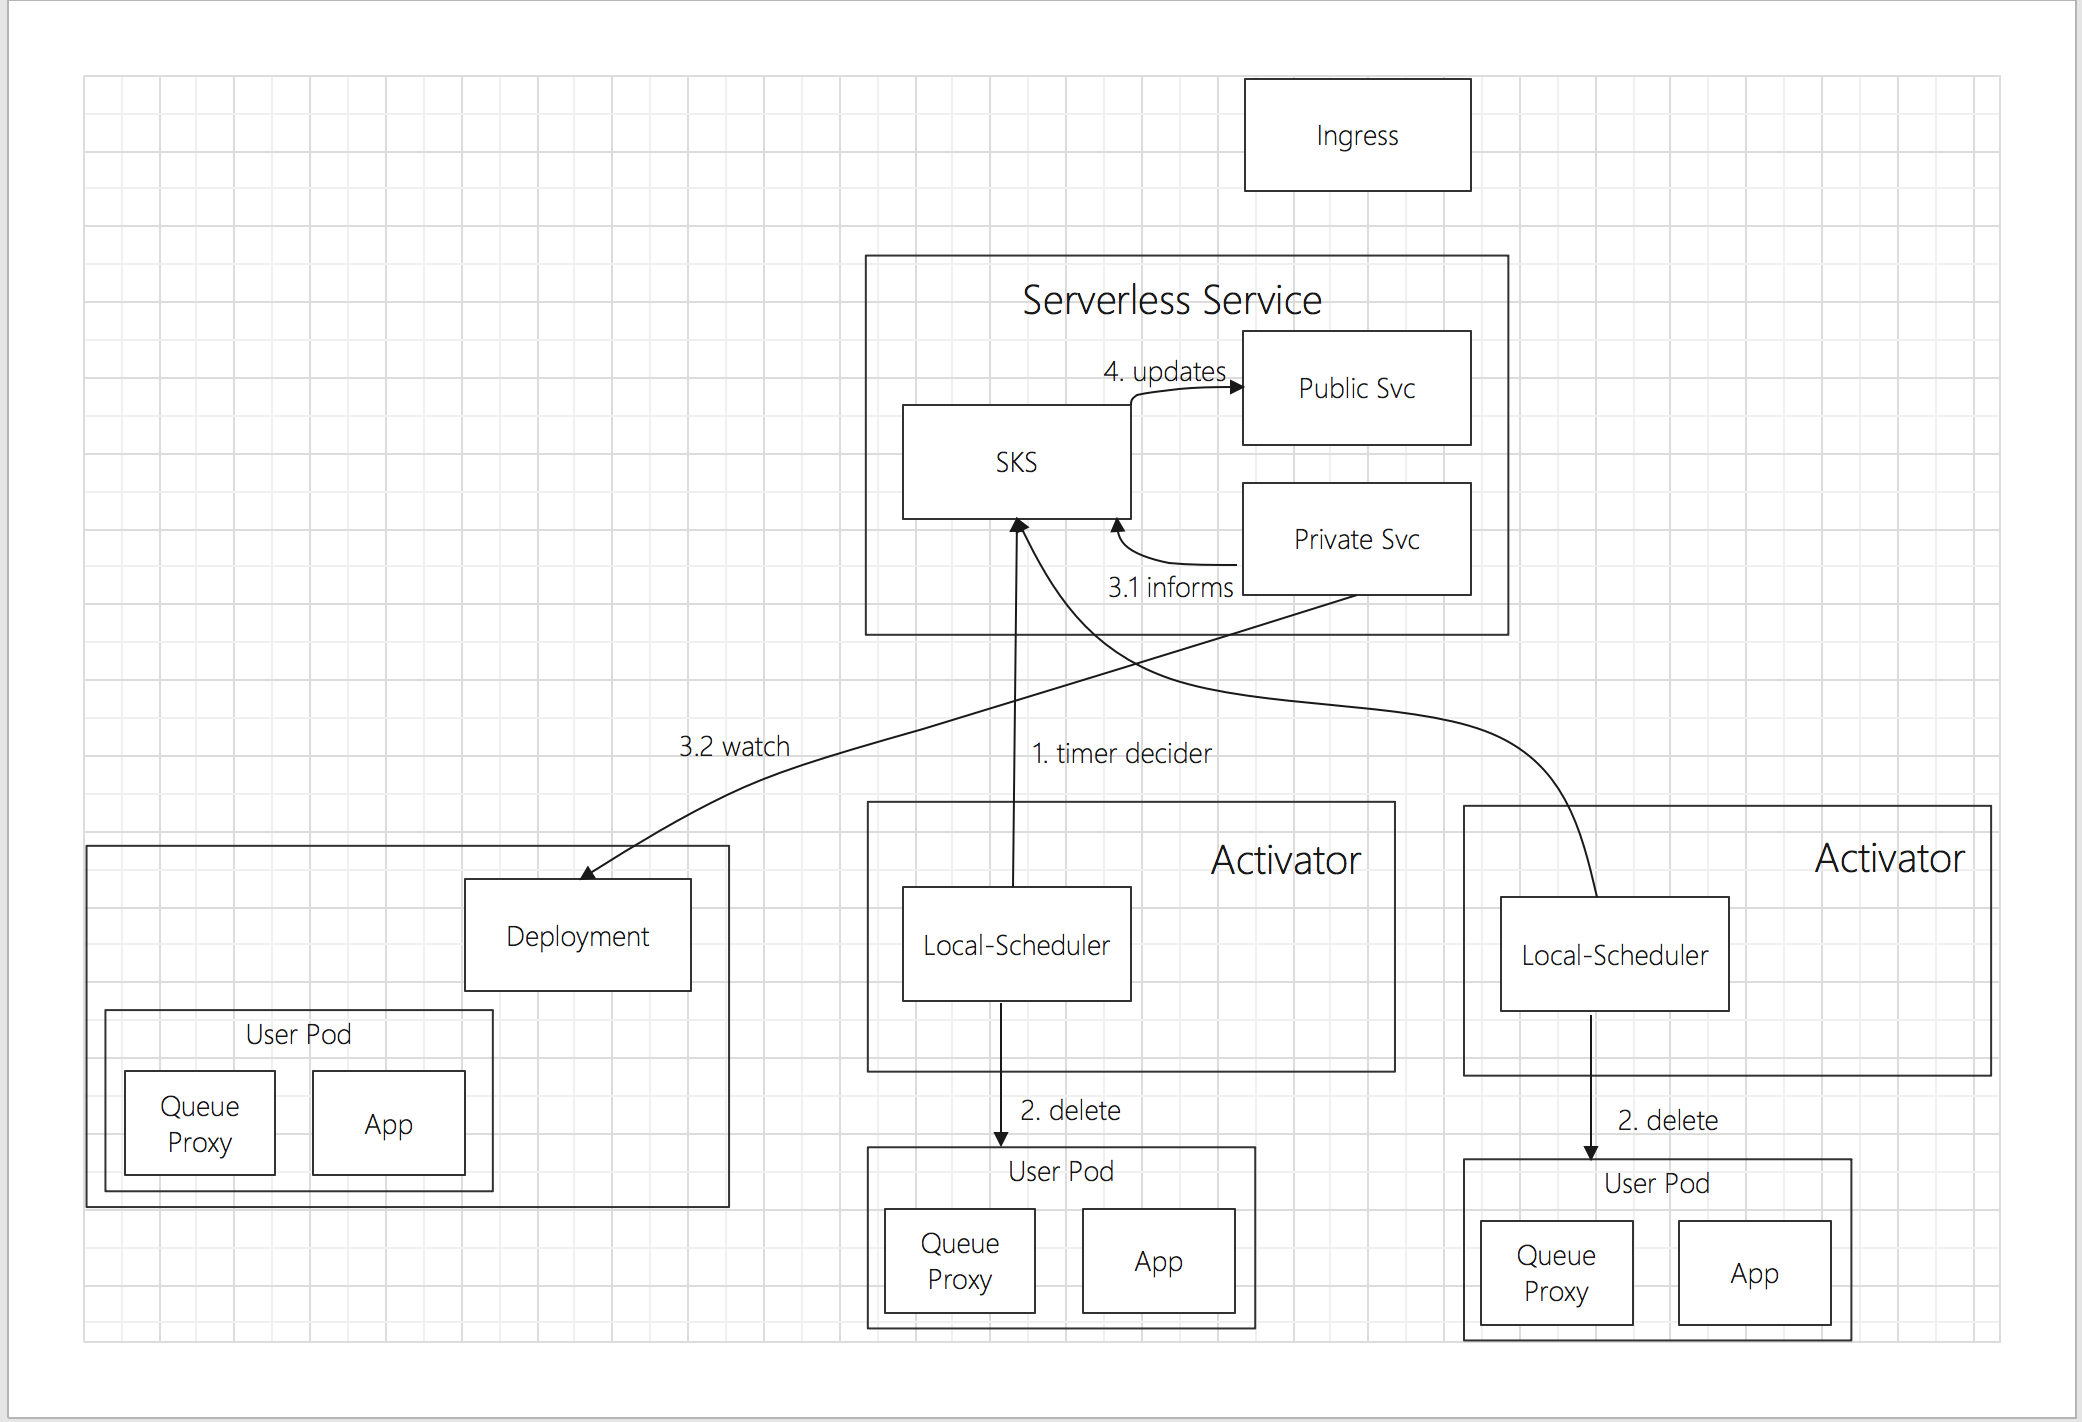 Ingress
Serverless Service
4. updates
Public Svc
SKS
Private Svc
3.1 informs
3.2 watch
1. timer decider
Activator
Activator
Deployment
Local-Scheduler
Local-Scheduler
User Pod
Queue
Proxy
App
2. delete
2. delete
User Pod
Queue
Proxy
App
User Pod
Queue
Proxy
App